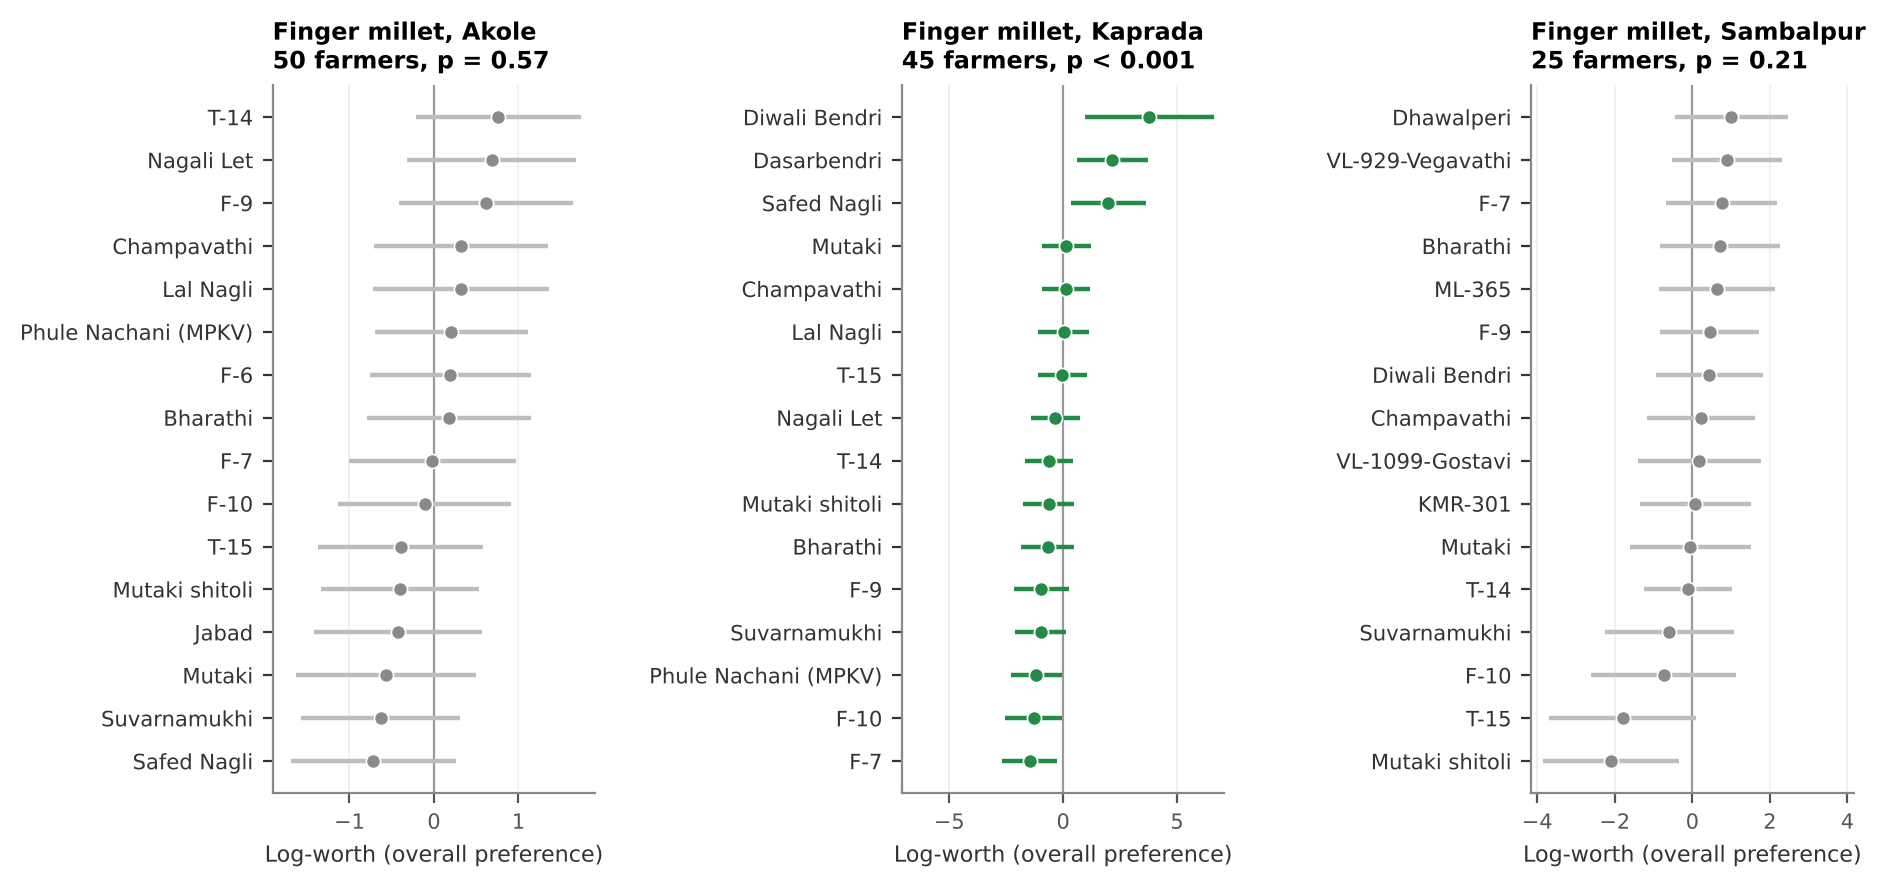 Finger millet, Akole
50 farmers, p = 0.57
T-14
Nagali Let
F-9
Champavathi
Lal Nagli
Phule Nachani (MPKV)
F-6
Bharathi
F-7
F-10
T-15
Mutaki shitoli
Jabad
Mutaki
Suvarnamukhi
Safed Nagli
−1 0 1
Log-worth (overall preference)
Finger millet, Kaprada
45 farmers, p < 0.001
Diwali Bendri
Dasarbendri
Safed Nagli
Mutaki
Champavathi
Lal Nagli
T-15
Nagali Let
T-14
Mutaki shitoli
Bharathi
F-9
Suvarnamukhi
Phule Nachani (MPKV)
F-10
F-7
−5 0 5
Log-worth (overall preference)
Finger millet, Sambalpur
25 farmers, p = 0.21
Dhawalperi
VL-929-Vegavathi
F-7
Bharathi
ML-365
F-9
Diwali Bendri
Champavathi
VL-1099-Gostavi
KMR-301
Mutaki
T-14
Suvarnamukhi
F-10
T-15
Mutaki shitoli
−4 −2 0 2 4
Log-worth (overall preference)